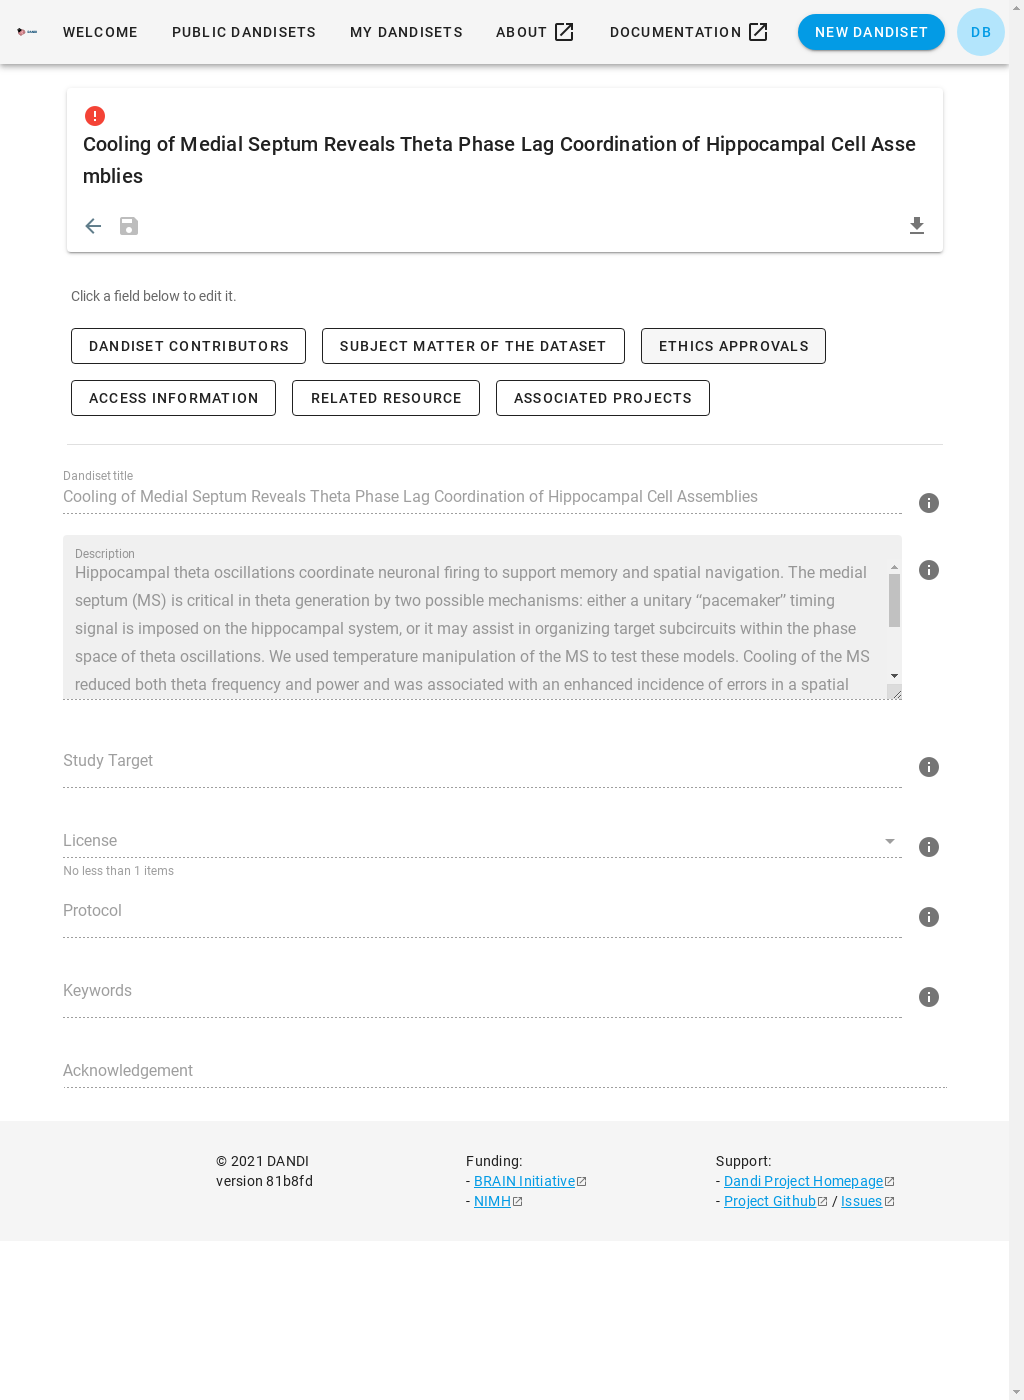 WELCOME PUBLIC DANDISETS MY DANDISETS ABOUT DOCUMENTATION NEW DANDISET DB
Cooling of Medial Septum Reveals Theta Phase Lag Coordination of Hippocampal Cell Asse
mblies
Click a field below to edit it.
DANDISET CONTRIBUTORS SUBJECT MATTER OF THE DATASET ETHICS APPROVALS
ACCESS INFORMATION RELATED RESOURCE ASSOCIATED PROJECTS
Dandiset title
Cooling of Medial Septum Reveals Theta Phase Lag Coordination of Hippocampal Cell Assemblies
Description
Hippocampal theta oscillations coordinate neuronal firing to support memory and spatial navigation. The medial
septum (MS) is critical in theta generation by two possible mechanisms: either a unitary “pacemaker” timing
signal is imposed on the hippocampal system, or it may assist in organizing target subcircuits within the phase
space of theta oscillations. We used temperature manipulation of the MS to test these models. Cooling of the MS
reduced both theta frequency and power and was associated with an enhanced incidence of errors in a spatial
Study Target
License
No less than 1 items
Protocol
Keywords
Acknowledgement
© 2021 DANDI
version 81b8fd
Funding:
- BRAIN Initiative
- NIMH
Support:
- Dandi Project Homepage
- Project Github / Issues